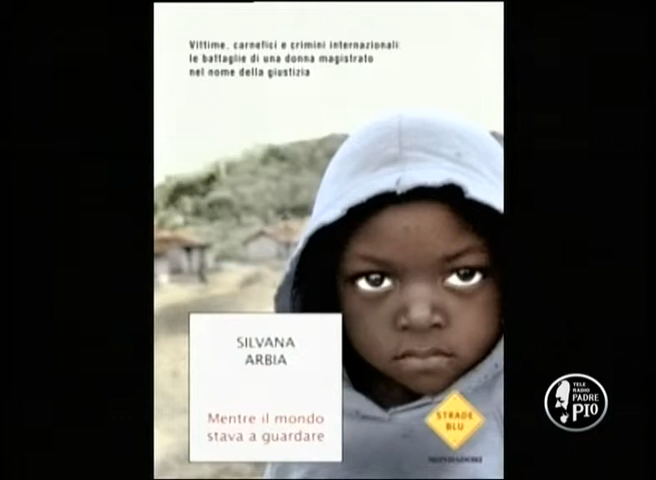 Vittime, carnefici e crimini internazionali:
le battaglie di una donna magistrato
nel nome della giustizia
SILVANA
ARBIA
Mentre il mondo
stava a guardare
STRADE
BLU
MONDADORI
TELE
RADIO
PADRE
PIO